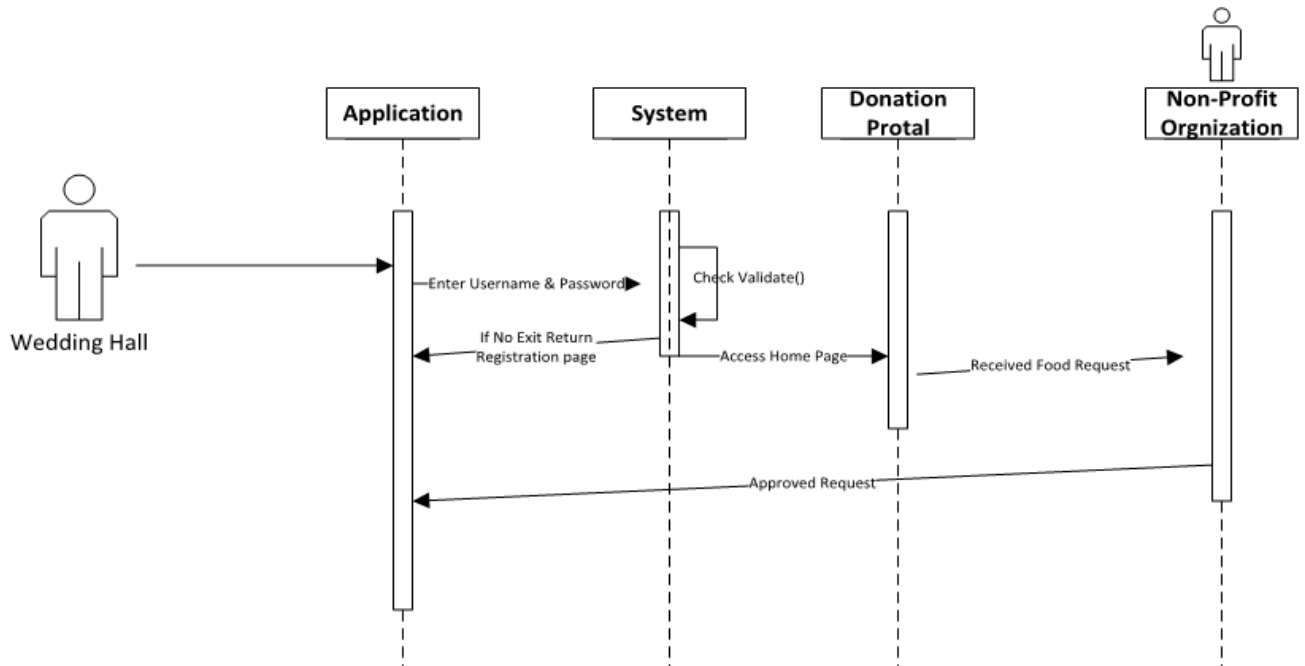 Application
System
Donation
Protal
Non-Profit
Orgnization
Wedding Hall
Enter Username & Password
Check Validate()
If No Exit Return
Registration page
Access Home Page
Received Food Request
Approved Request